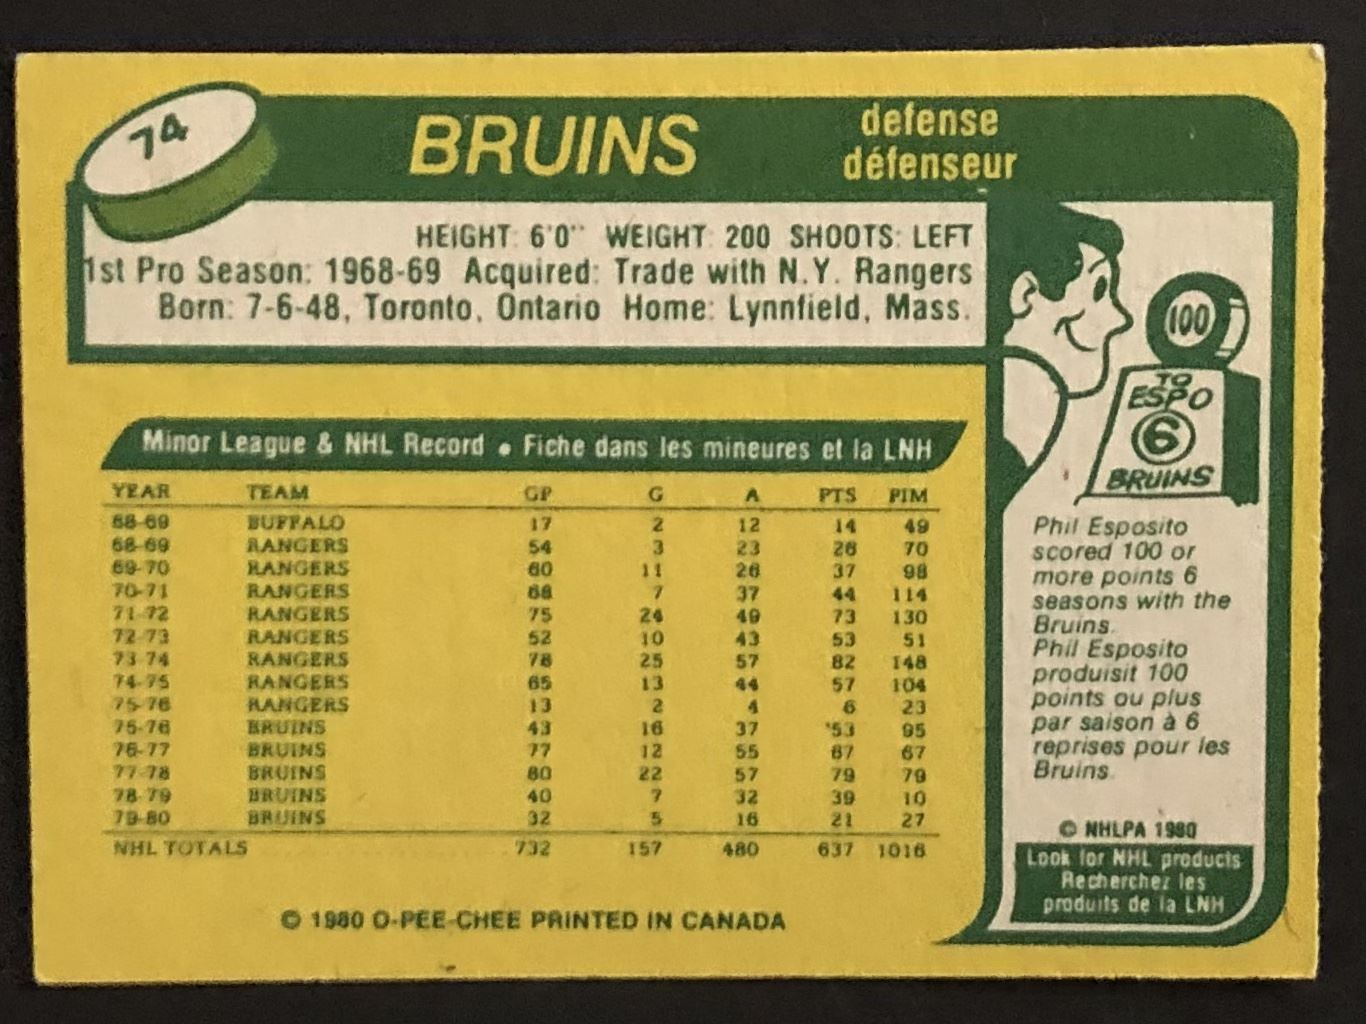 74
BRUINS
defense
défenseur
HEIGHT: 6'0" WEIGHT: 200 SHOOTS: LEFT
1st Pro Season: 1968-69 Acquired: Trade with N.Y. Rangers
Born: 7-6-48, Toronto, Ontario Home: Lynnfield, Mass.
100
TO
ESPO
6
BRUINS
Minor League & NHL Record • Fiche dans les mineures et la LNH
YEAR TEAM GP G A PTS PIM
68-69 BUFFALO 17 2 12 14 49
68-69 RANGERS 54 3 23 26 70
69-70 RANGERS 60 11 26 37 98
70-71 RANGERS 68 7 37 44 114
71-72 RANGERS 75 24 49 73 130
72-73 RANGERS 52 10 43 53 51
73-74 RANGERS 78 25 57 82 148
74-75 RANGERS 65 13 44 57 104
75-76 RANGERS 13 2 4 6 23
75-76 BRUINS 43 16 37 53 95
76-77 BRUINS 77 12 55 67 67
77-78 BRUINS 80 22 57 79 79
78-79 BRUINS 40 7 32 39 10
79-80 BRUINS 32 5 16 21 27
NHL TOTALS 732 157 480 637 1016
© 1980 O-PEE-CHEE PRINTED IN CANADA
Phil Esposito
scored 100 or
more points 6
seasons with the
Bruins.
Phil Esposito
produisit 100
points ou plus
par saison à 6
reprises pour les
Bruins.
© NHLPA 1980
Look for NHL products
Recherchez les
produits de la LNH